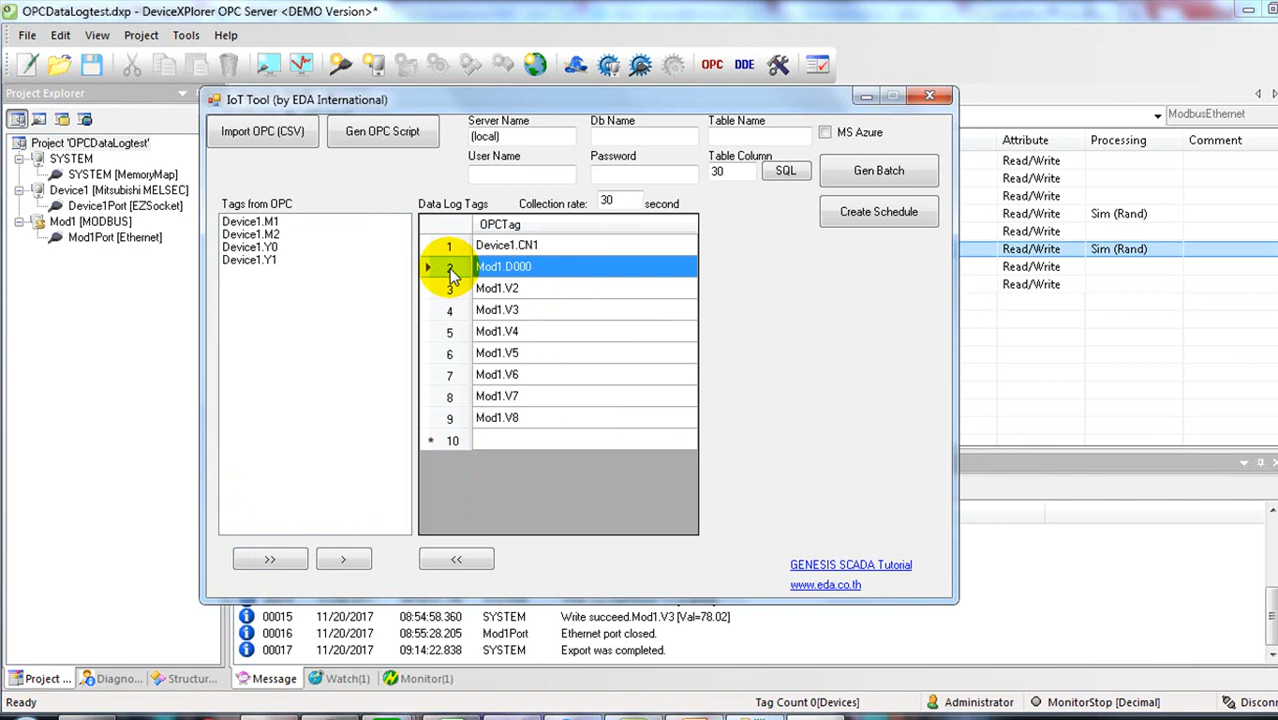 OPCDataLogtest.dxp - DeviceXPlorer OPC Server <DEMO Version>*
File Edit View Project Tools Help
OPC DDE
Project Explorer
Project 'OPCDataLogtest'
SYSTEM
SYSTEM [MemoryMap]
Device1 [Mitsubishi MELSEC]
Device1Port [EZSocket]
Mod1 [MODBUS]
Mod1Port [Ethernet]
IoT Tool (by EDA International)
Import OPC (CSV)
Gen OPC Script
Server Name
(local)
Db Name
Table Name
MS Azure
User Name
Password
Table Column
30
SQL
Gen Batch
Create Schedule
Tags from OPC
Device1.M1
Device1.M2
Device1.Y0
Device1.Y1
Data Log Tags Collection rate: 30 second
OPCTag
1 Device1.CN1
2 Mod1.D000
3 Mod1.V2
4 Mod1.V3
5 Mod1.V4
6 Mod1.V5
7 Mod1.V6
8 Mod1.V7
9 Mod1.V8
* 10
>> > <<
GENESIS SCADA Tutorial
www.eda.co.th
ModbusEthernet
Attribute Processing Comment
Read/Write
Read/Write
Read/Write
Read/Write Sim (Rand)
Read/Write
Read/Write Sim (Rand)
Read/Write
Read/Write
00015 11/20/2017 08:54:58.360 SYSTEM Write succeed.Mod1.V3 [Val=78.02]
00016 11/20/2017 08:55:28.205 Mod1Port Ethernet port closed.
00017 11/20/2017 09:14:22.838 SYSTEM Export was completed.
Project ... Diagno... Structur... Message Watch(1) Monitor(1)
Ready Tag Count 0[Devices] Administrator MonitorStop [Decimal] Discon